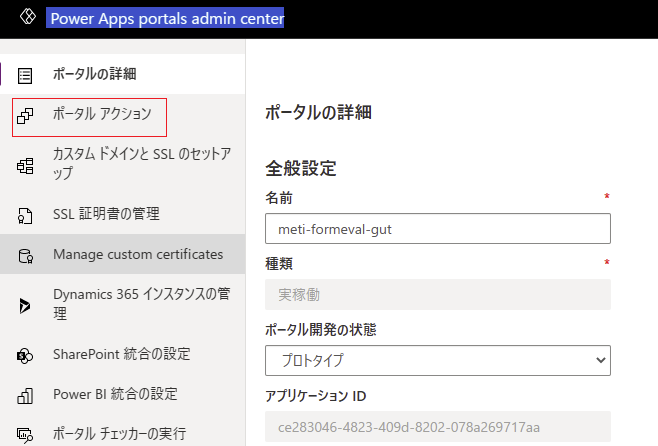 Power Apps portals admin center
ポータルの詳細
ポータル アクション
カスタム ドメインと SSL のセットア
ップ
SSL 証明書の管理
Manage custom certificates
Dynamics 365 インスタンスの管
理
SharePoint 統合の設定
Power BI 統合の設定
ポータル チェッカーの実行
ポータルの詳細
全般設定
名前 *
meti-formeval-gut
種類 *
実稼働
ポータル開発の状態
プロトタイプ
アプリケーション ID
ce283046-4823-409d-8202-078a269717aa